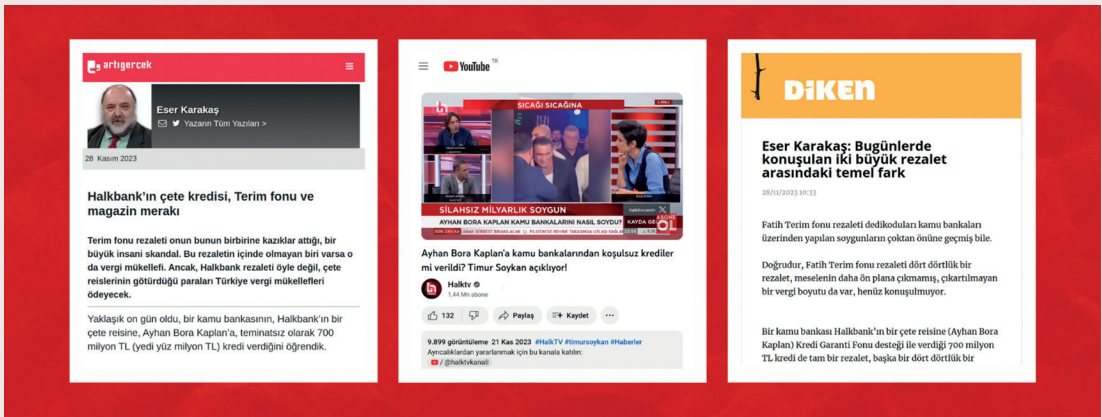 artıgerçek
Eser Karakaş
Yazarın Tüm Yazıları >
28 Kasım 2023
Halkbank'ın çete kredisi, Terim fonu ve
magazin merakı
Terim fonu rezaleti onun bunun birbirine kazıklar attığı, bir
büyük insani skandal. Bu rezaletin içinde olmayan biri varsa o
da vergi mükellefi. Ancak, Halkbank rezaleti öyle değil, çete
reislerinin götürdüğü paraları Türkiye vergi mükellefleri
ödeyecek.
Yaklaşık on gün oldu, bir kamu bankasının, Halkbank'ın bir
çete reisine, Ayhan Bora Kaplan'a, teminatsız olarak 700
milyon TL (yedi yüz milyon TL) kredi verdiğini öğrendik.
YouTube TR
SICAĞI SICAĞINA
CANLI
SİLAHSIZ MİLYARLIK SOYGUN
AYHAN BORA KAPLAN KAMU BANKALARINI NASIL SOYDU?
ABONE
OL
SON DAKİKA
Ayhan Bora Kaplan'a kamu bankalarından koşulsuz krediler
mi verildi? Timur Soykan açıklıyor!
Halktv
1,44 Mn abone
132
Paylaş
Kaydet
9.899 görüntüleme 21 Kas 2023 #HalkTV #timursoykan #Haberler
Ayrıcalıklardan yararlanmak için bu kanala katılın:
/ @halktvkanali
DiKEN
Eser Karakaş: Bugünlerde
konuşulan iki büyük rezalet
arasındaki temel fark
28/11/2023 10:33
Fatih Terim fonu rezaleti dedikoduları kamu bankaları
üzerinden yapılan soygunların çoktan önüne geçmiş bile.
Doğrudur, Fatih Terim fonu rezaleti dört dörtlük bir
rezalet, meselenin daha ön plana çıkmamış, çıkartılmayan
bir vergi boyutu da var, henüz konuşulmuyor.
Bir kamu bankası Halkbank'ın bir çete reisine (Ayhan Bora
Kaplan) Kredi Garanti Fonu desteği ile verdiği 700 milyon
TL kredi de tam bir rezalet, başka bir dört dörtlük bir